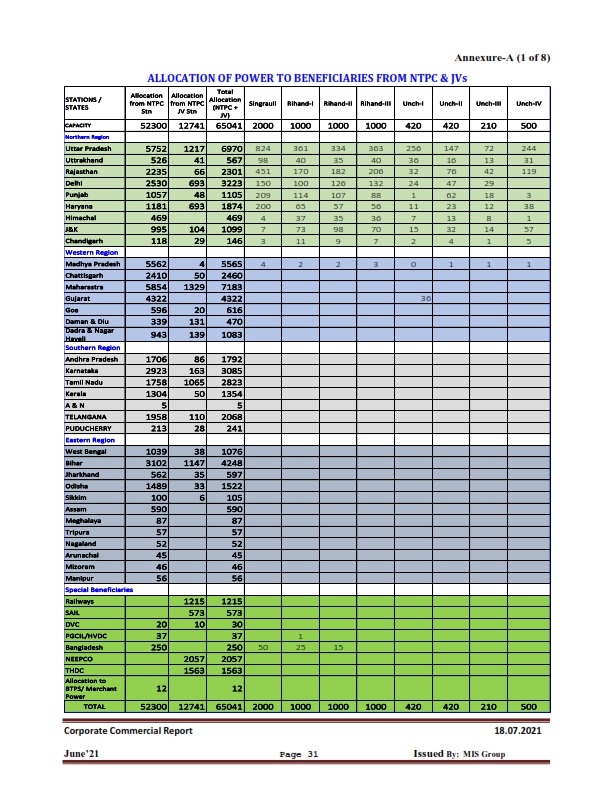 Annexure-A (1 of 8)
ALLOCATION OF POWER TO BENEFICIARIES FROM NTPC & JVs
STATIONS / STATES Allocation from NTPC Stn Allocation from NTPC JV Stn Total Allocation (NTPC + JV) Singrauli Rihand-I Rihand-II Rihand-III Unch-I Unch-II Unch-III Unch-IV
CAPACITY 52300 12741 65041 2000 1000 1000 1000 420 420 210 500
Northern Region
Uttar Pradesh 5752 1217 6970 824 361 334 363 256 147 72 244
Uttrakhand 526 41 567 98 40 35 40 36 16 13 31
Rajasthan 2235 66 2301 451 170 182 206 32 76 42 119
Delhi 2530 693 3223 150 100 126 132 24 47 29
Punjab 1057 48 1105 209 114 107 88 1 62 18 3
Haryana 1181 693 1874 200 65 57 56 11 23 12 38
Himachal 469 469 4 37 35 36 7 13 8 1
J&K 995 104 1099 7 73 98 70 15 32 14 57
Chandigarh 118 29 146 3 11 9 7 2 4 1 5
Western Region
Madhya Pradesh 5562 4 5565 4 2 2 3 0 1 1 1
Chattisgarh 2410 50 2460
Maharastra 5854 1329 7183
Gujarat 4322 4322 36
Goa 596 20 616
Daman & Diu 339 131 470
Dadra & Nagar Haveli 943 139 1083
Southern Region
Andhra Pradesh 1706 86 1792
Karnataka 2923 163 3085
Tamil Nadu 1758 1065 2823
Kerala 1304 50 1354
A & N 5 5
TELANGANA 1958 110 2068
PUDUCHERRY 213 28 241
Eastern Region
West Bengal 1039 38 1076
Bihar 3102 1147 4248
Jharkhand 562 35 597
Odisha 1489 33 1522
Sikkim 100 6 105
Assam 590 590
Meghalaya 87 87
Tripura 57 57
Nagaland 52 52
Arunachal 45 45
Mizoram 46 46
Manipur 56 56
Special Beneficiaries
Railways 1215 1215
SAIL 573 573
DVC 20 10 30
PGCIL/HVDC 37 37 1
Bangladesh 250 250 50 25 15
NEEPCO 2057 2057
THDC 1563 1563
Allocation to BTPS/ Merchant Power 12 12
TOTAL 52300 12741 65041 2000 1000 1000 1000 420 420 210 500
Corporate Commercial Report 18.07.2021
June'21 Page 31 Issued By: MIS Group